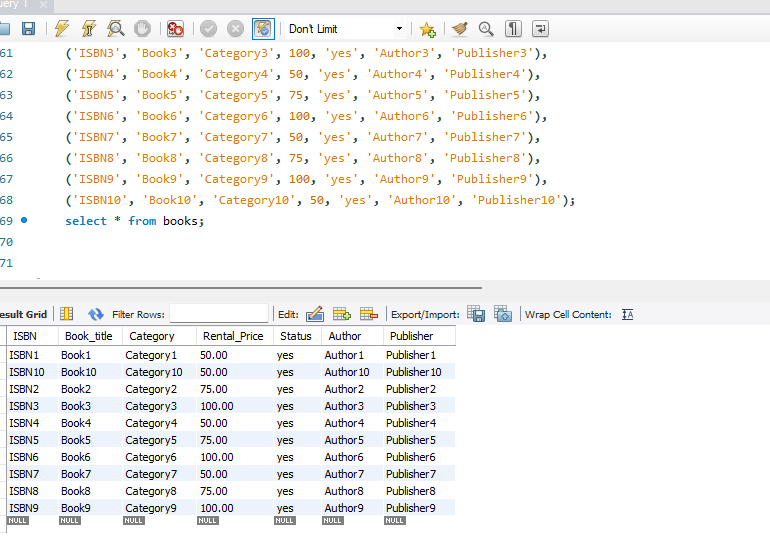 uery 1
Don't Limit
61 ('ISBN3', 'Book3', 'Category3', 100, 'yes', 'Author3', 'Publisher3'),
62 ('ISBN4', 'Book4', 'Category4', 50, 'yes', 'Author4', 'Publisher4'),
63 ('ISBN5', 'Book5', 'Category5', 75, 'yes', 'Author5', 'Publisher5'),
64 ('ISBN6', 'Book6', 'Category6', 100, 'yes', 'Author6', 'Publisher6'),
65 ('ISBN7', 'Book7', 'Category7', 50, 'yes', 'Author7', 'Publisher7'),
66 ('ISBN8', 'Book8', 'Category8', 75, 'yes', 'Author8', 'Publisher8'),
67 ('ISBN9', 'Book9', 'Category9', 100, 'yes', 'Author9', 'Publisher9'),
68 ('ISBN10', 'Book10', 'Category10', 50, 'yes', 'Author10', 'Publisher10');
69 select * from books;
70
71
esult Grid Filter Rows: Edit: Export/Import: Wrap Cell Content:
ISBN Book_title Category Rental_Price Status Author Publisher
ISBN1 Book1 Category1 50.00 yes Author1 Publisher1
ISBN10 Book10 Category10 50.00 yes Author10 Publisher10
ISBN2 Book2 Category2 75.00 yes Author2 Publisher2
ISBN3 Book3 Category3 100.00 yes Author3 Publisher3
ISBN4 Book4 Category4 50.00 yes Author4 Publisher4
ISBN5 Book5 Category5 75.00 yes Author5 Publisher5
ISBN6 Book6 Category6 100.00 yes Author6 Publisher6
ISBN7 Book7 Category7 50.00 yes Author7 Publisher7
ISBN8 Book8 Category8 75.00 yes Author8 Publisher8
ISBN9 Book9 Category9 100.00 yes Author9 Publisher9
NULL NULL NULL NULL NULL NULL NULL